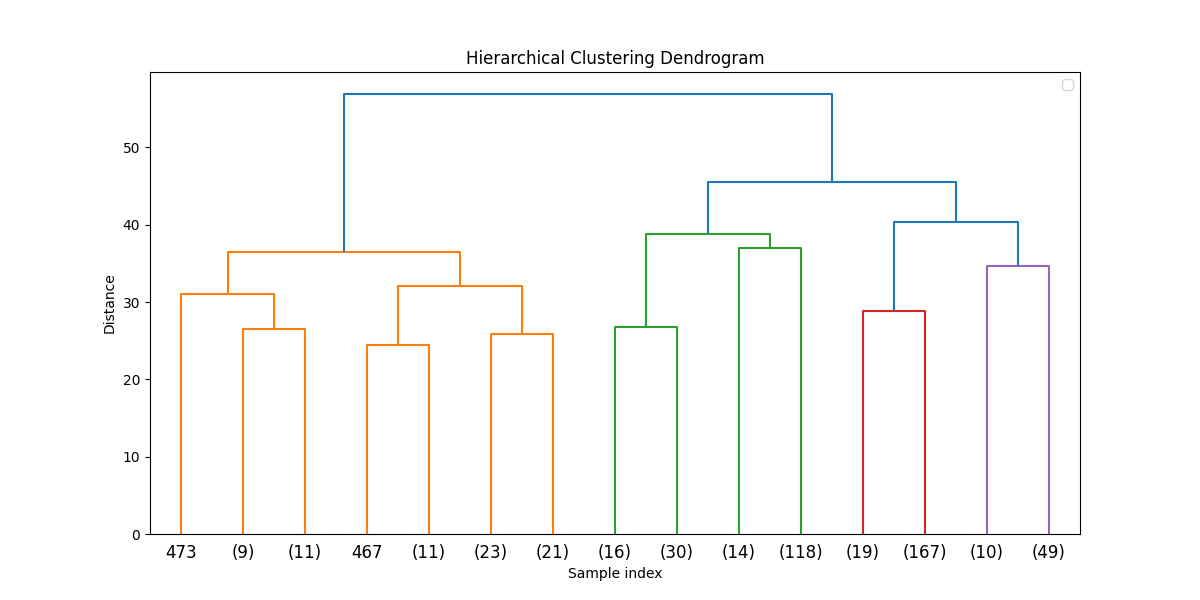 Hierarchical Clustering Dendrogram
50
40
30
20
10
0
Distance
473 (9) (11) 467 (11) (23) (21) (16) (30) (14) (118) (19) (167) (10) (49)
Sample index